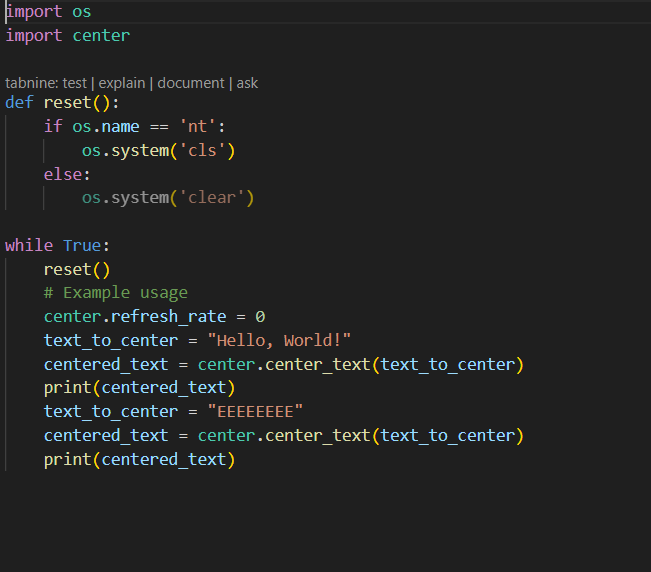 import os
import center
tabnine: test | explain | document | ask
def reset():
    if os.name == 'nt':
        os.system('cls')
    else:
        os.system('clear')
while True:
    reset()
    # Example usage
    center.refresh_rate = 0
    text_to_center = "Hello, World!"
    centered_text = center.center_text(text_to_center)
    print(centered_text)
    text_to_center = "EEEEEEEE"
    centered_text = center.center_text(text_to_center)
    print(centered_text)